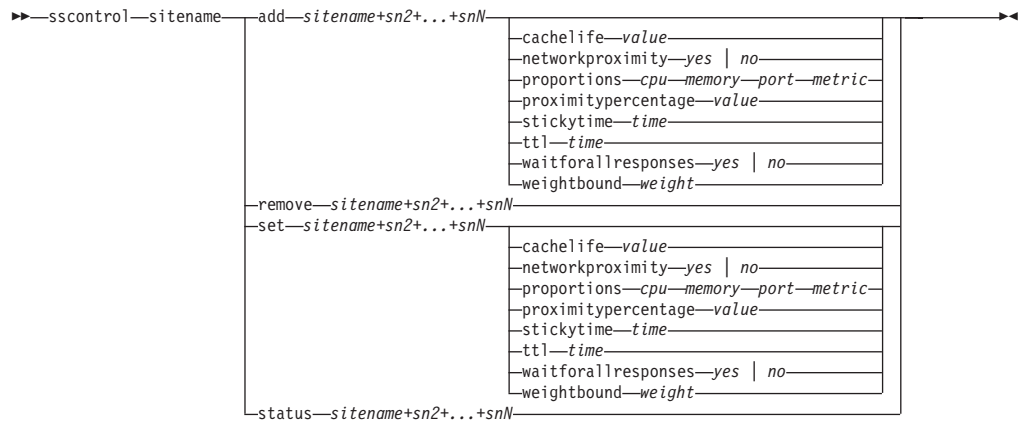 sscontrol sitename add sitename+sn2+...+snN
cachelife value
networkproximity yes | no
proportions cpu memory port metric
proximitypercentage value
stickytime time
ttl time
waitforallresponses yes | no
weightbound weight
remove sitename+sn2+...+snN
set sitename+sn2+...+snN
cachelife value
networkproximity yes | no
proportions cpu memory port metric
proximitypercentage value
stickytime time
ttl time
waitforallresponses yes | no
weightbound weight
status sitename+sn2+...+snN